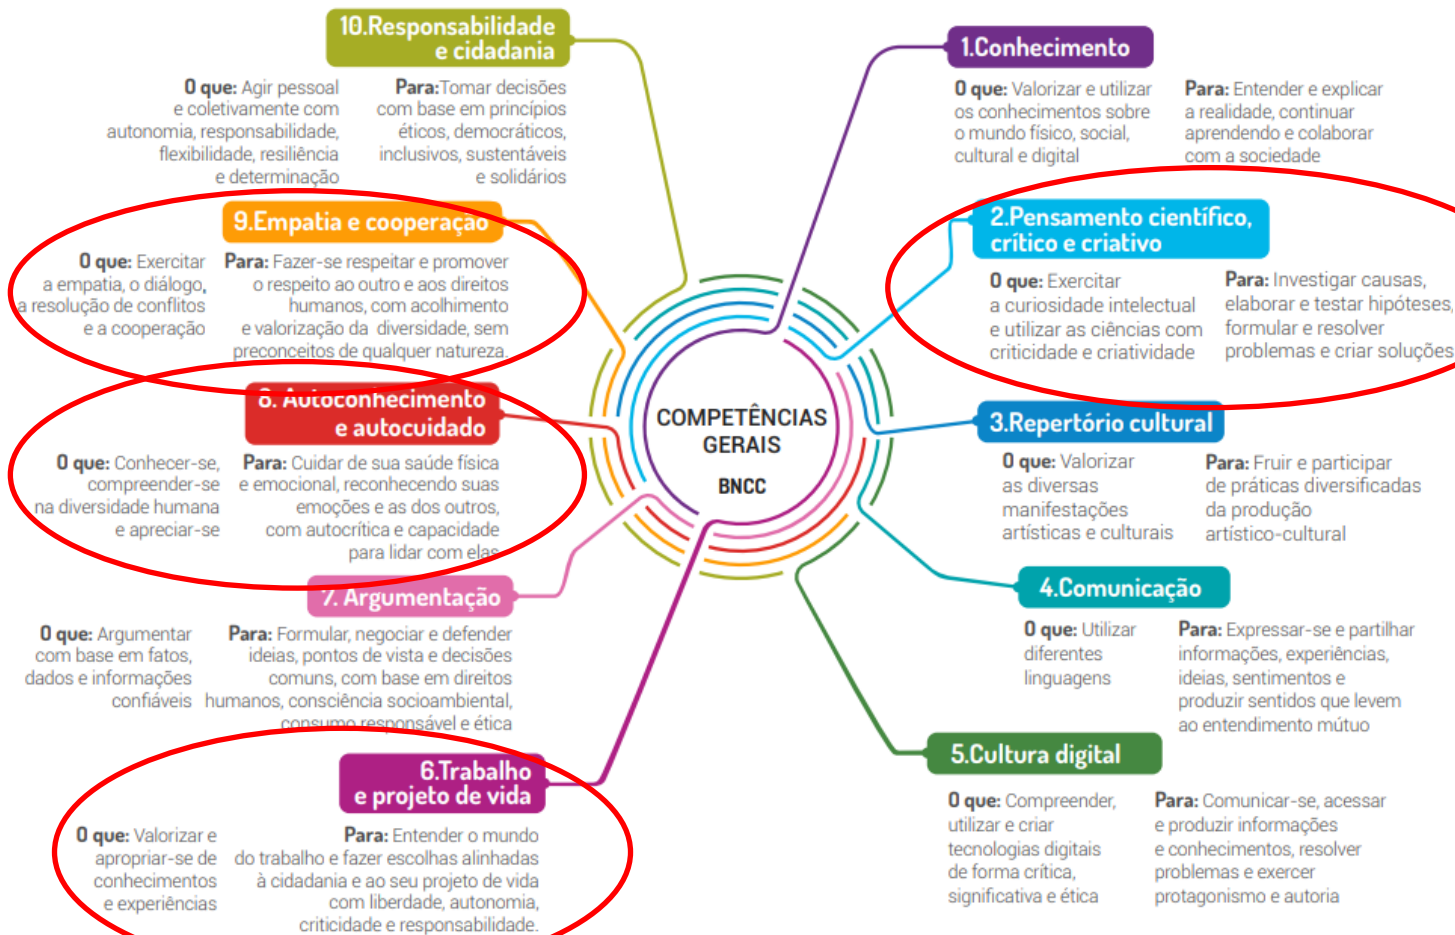 10.Responsabilidade
e cidadania
O que: Agir pessoal
e coletivamente com
autonomia, responsabilidade,
flexibilidade, resiliência
e determinação
Para:Tomar decisões
com base em princípios
éticos, democráticos,
inclusivos, sustentáveis
e solidários
9.Empatia e cooperação
O que: Exercitar
a empatia, o diálogo,
a resolução de conflitos
e a cooperação
Para: Fazer-se respeitar e promover
o respeito ao outro e aos direitos
humanos, com acolhimento
e valorização da diversidade, sem
preconceitos de qualquer natureza.
8. Autoconhecimento
e autocuidado
O que: Conhecer-se,
compreender-se
na diversidade humana
e apreciar-se
Para: Cuidar de sua saúde física
e emocional, reconhecendo suas
emoções e as dos outros,
com autocrítica e capacidade
para lidar com elas
7. Argumentação
O que: Argumentar
com base em fatos,
dados e informações
confiáveis
Para: Formular, negociar e defender
ideias, pontos de vista e decisões
comuns, com base em direitos
humanos, consciência socioambiental,
consumo responsável e ética
6.Trabalho
e projeto de vida
O que: Valorizar e
apropriar-se de
conhecimentos
e experiências
Para: Entender o mundo
do trabalho e fazer escolhas alinhadas
à cidadania e ao seu projeto de vida
com liberdade, autonomia,
criticidade e responsabilidade.
COMPETÊNCIAS
GERAIS
BNCC
1.Conhecimento
O que: Valorizar e utilizar
os conhecimentos sobre
o mundo físico, social,
cultural e digital
Para: Entender e explicar
a realidade, continuar
aprendendo e colaborar
com a sociedade
2.Pensamento científico,
crítico e criativo
O que: Exercitar
a curiosidade intelectual
e utilizar as ciências com
criticidade e criatividade
Para: Investigar causas,
elaborar e testar hipóteses,
formular e resolver
problemas e criar soluções
3.Repertório cultural
O que: Valorizar
as diversas
manifestações
artísticas e culturais
Para: Fruir e participar
de práticas diversificadas
da produção
artístico-cultural
4.Comunicação
O que: Utilizar
diferentes
linguagens
Para: Expressar-se e partilhar
informações, experiências,
ideias, sentimentos e
produzir sentidos que levem
ao entendimento mútuo
5.Cultura digital
O que: Compreender,
utilizar e criar
tecnologias digitais
de forma crítica,
significativa e ética
Para: Comunicar-se, acessar
e produzir informações
e conhecimentos, resolver
problemas e exercer
protagonismo e autoria